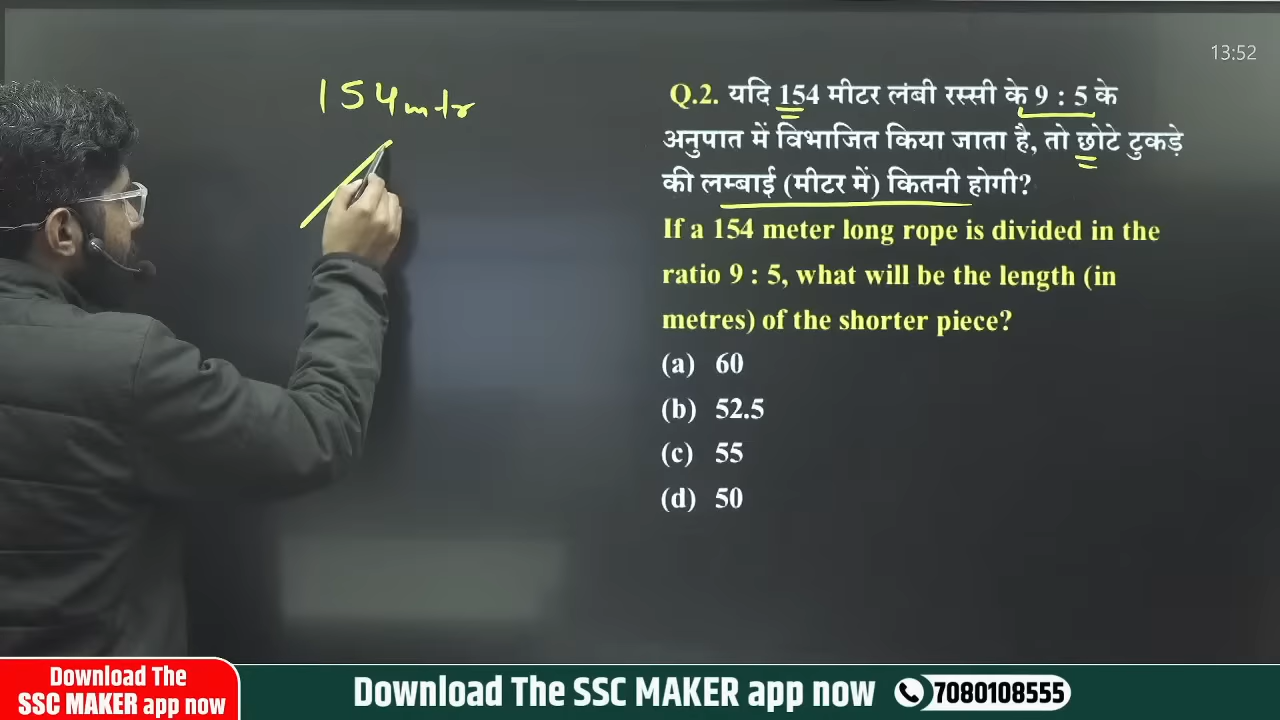 13:52
154 mtr
Q.2. यदि 154 मीटर लंबी रस्सी के 9 : 5 के
अनुपात में विभाजित किया जाता है, तो छोटे टुकड़े
की लम्बाई (मीटर में) कितनी होगी?
If a 154 meter long rope is divided in the
ratio 9 : 5, what will be the length (in
metres) of the shorter piece?
(a) 60
(b) 52.5
(c) 55
(d) 50
Download The
SSC MAKER app now
Download The SSC MAKER app now 7080108555